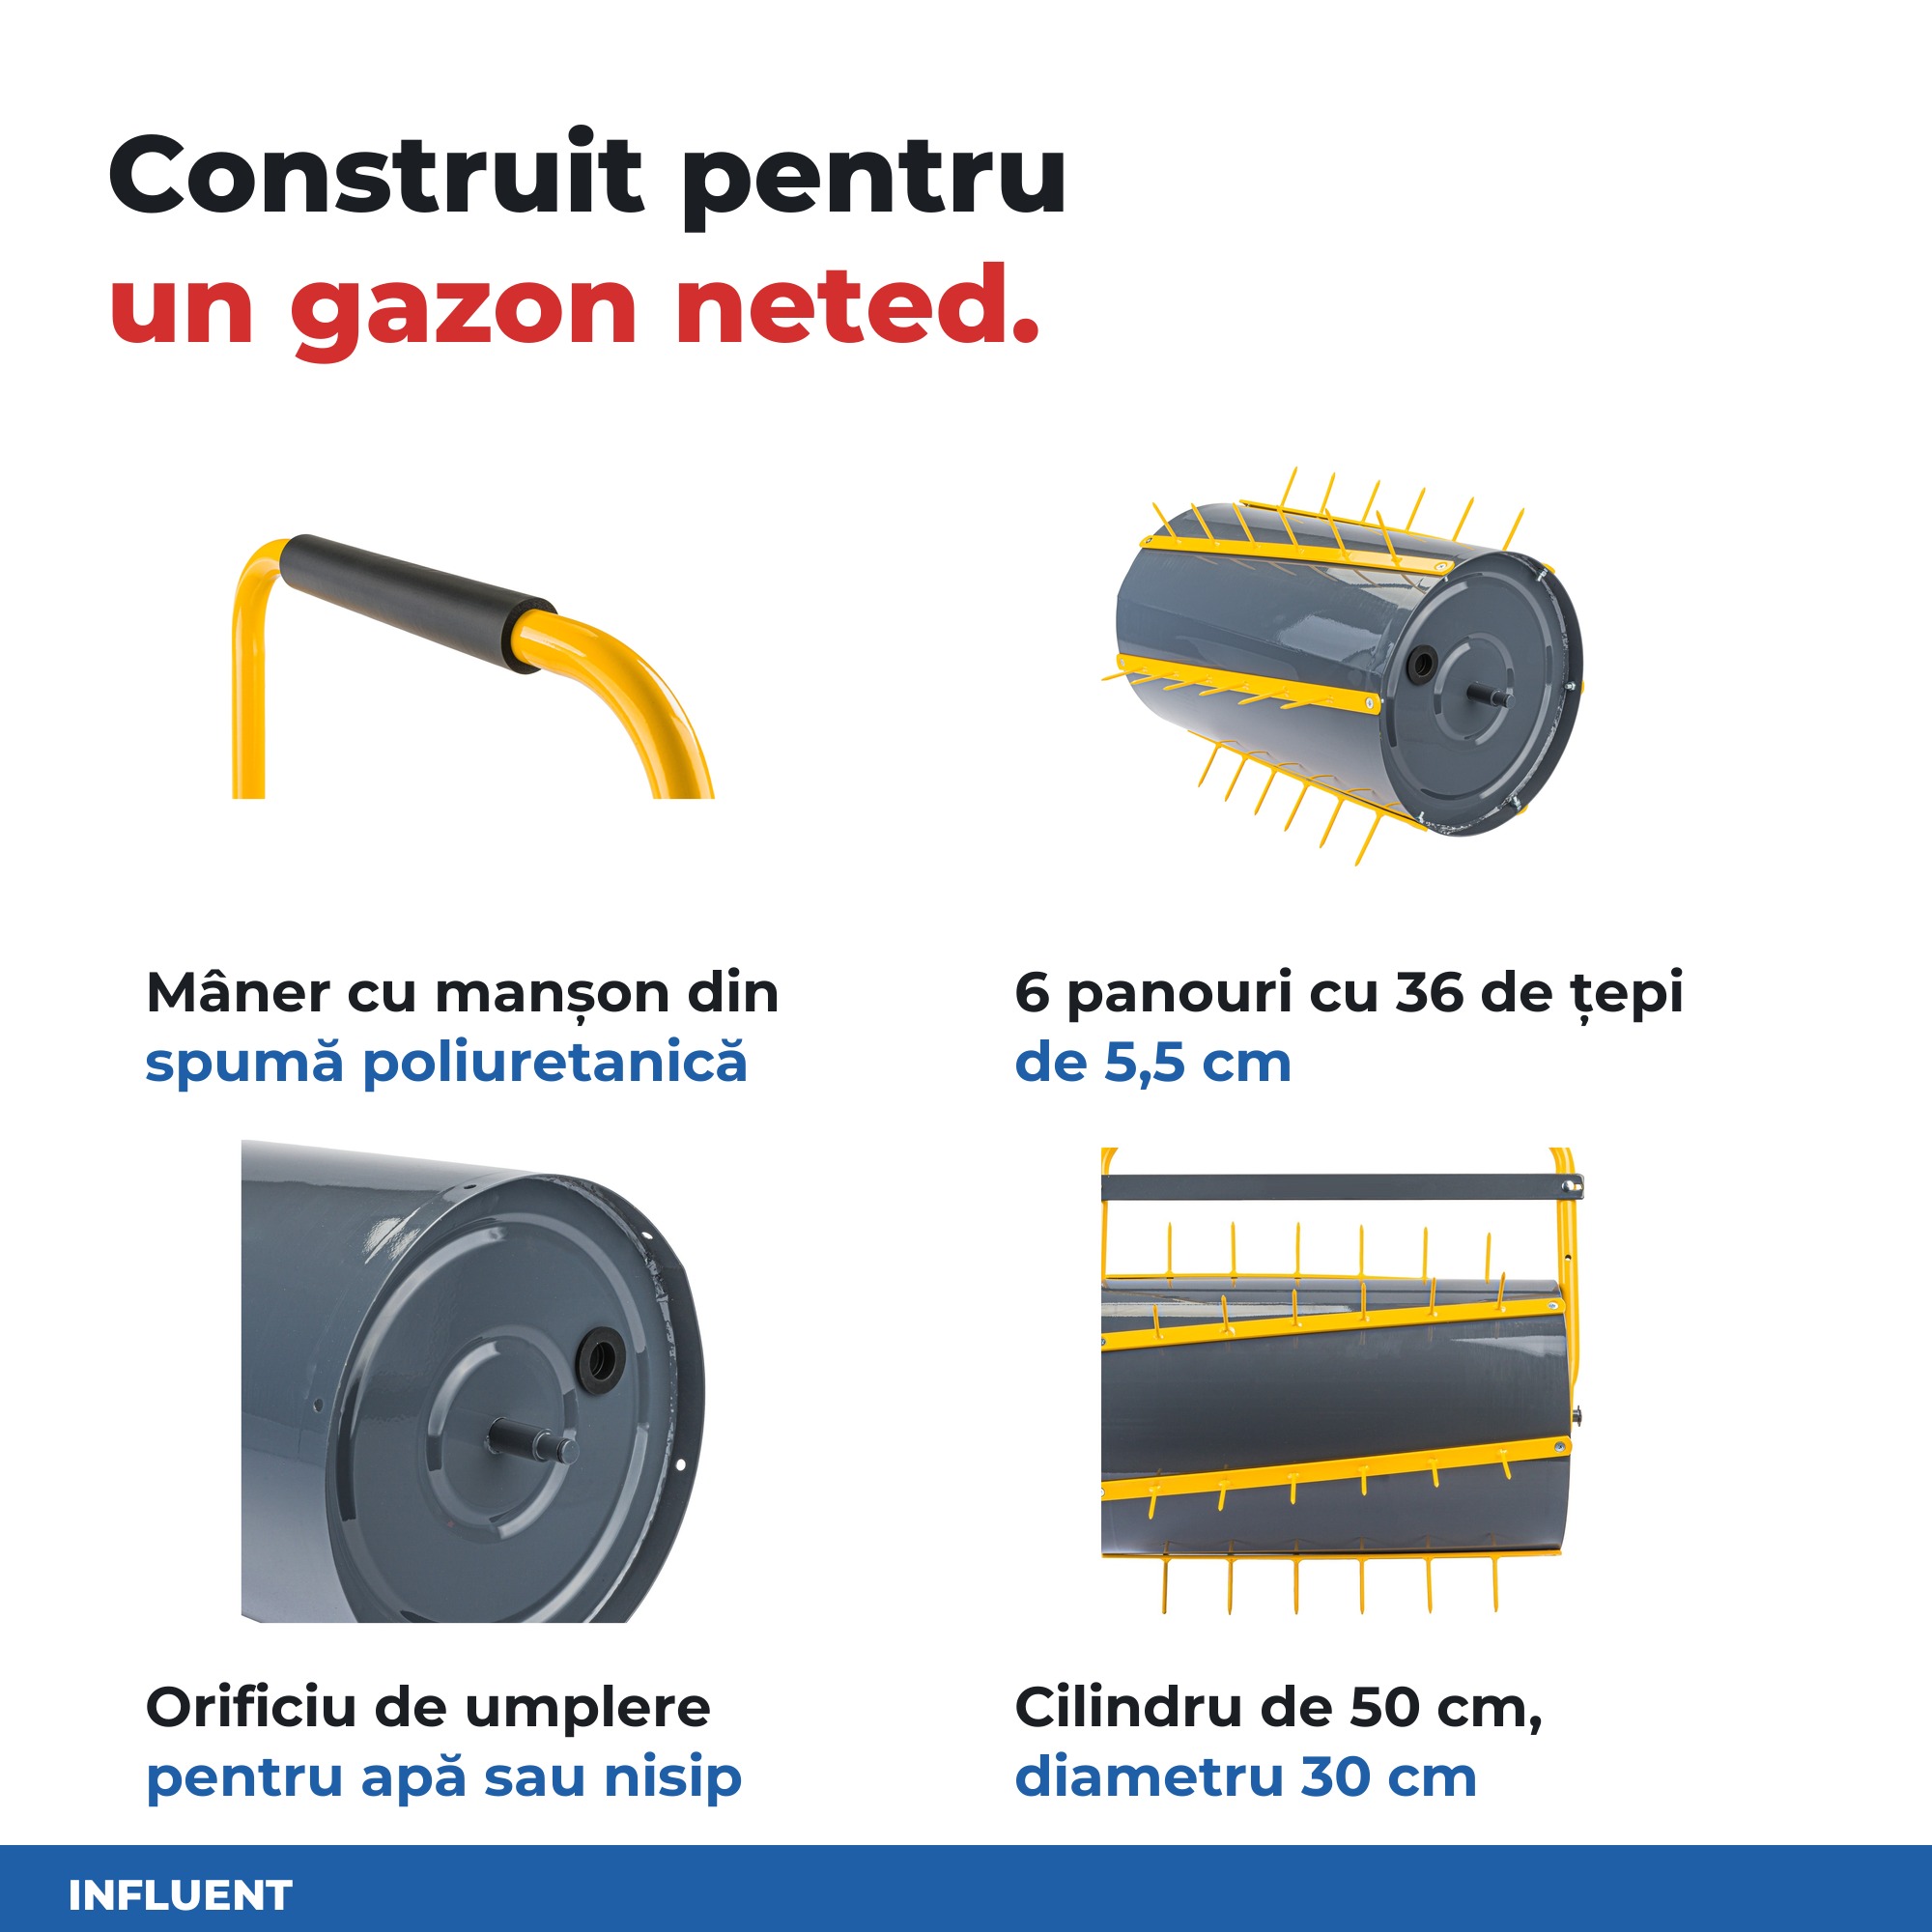 Construit pentru
un gazon neted.
Mâner cu manșon din
spumă poliuretanică
6 panouri cu 36 de țepi
de 5,5 cm
Orificiu de umplere
pentru apă sau nisip
Cilindru de 50 cm,
diametru 30 cm
INFLUENT